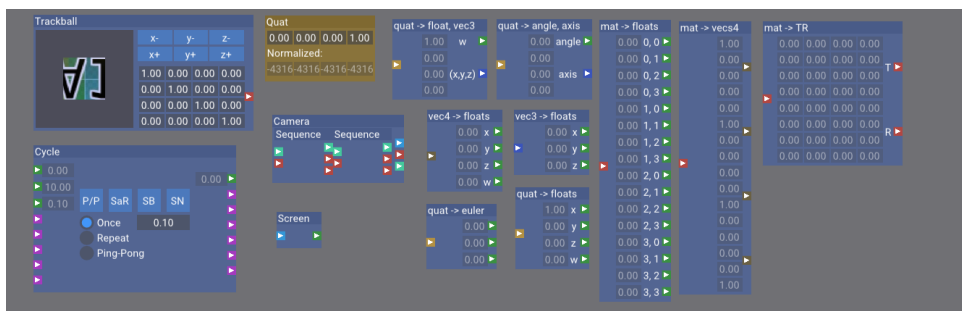 Trackball
x- y- z-
x+ y+ z+
1.00 0.00 0.00 0.00
0.00 1.00 0.00 0.00
0.00 0.00 1.00 0.00
0.00 0.00 0.00 1.00
Cycle
0.00 0.00
10.00
0.10
P/P SaR SB SN
Once 0.10
Repeat
Ping-Pong
Quat
0.00 0.00 0.00 1.00
Normalized:
-4316-4316-4316-4316
Camera
Sequence Sequence
Screen
quat -> float, vec3
1.00 w
0.00
0.00 (x,y,z)
0.00
quat -> angle, axis
0.00 angle
0.00
0.00 axis
0.00
vec4 -> floats
0.00 x
0.00 y
0.00 z
0.00 w
vec3 -> floats
0.00 x
0.00 y
0.00 z
quat -> euler
0.00
0.00
0.00
quat -> floats
1.00 x
0.00 y
0.00 z
0.00 w
mat -> floats
0.00 0, 0
0.00 0, 1
0.00 0, 2
0.00 0, 3
0.00 1, 0
0.00 1, 1
0.00 1, 2
0.00 1, 3
0.00 2, 0
0.00 2, 1
0.00 2, 2
0.00 2, 3
0.00 3, 0
0.00 3, 1
0.00 3, 2
0.00 3, 3
mat -> vecs4
1.00
0.00
0.00
0.00
0.00
1.00
0.00
0.00
0.00
0.00
1.00
0.00
0.00
0.00
0.00
1.00
mat -> TR
0.00 0.00 0.00 0.00
0.00 0.00 0.00 0.00
T
0.00 0.00 0.00 0.00
0.00 0.00 0.00 0.00
0.00 0.00 0.00 0.00
0.00 0.00 0.00 0.00
R
0.00 0.00 0.00 0.00
0.00 0.00 0.00 0.00